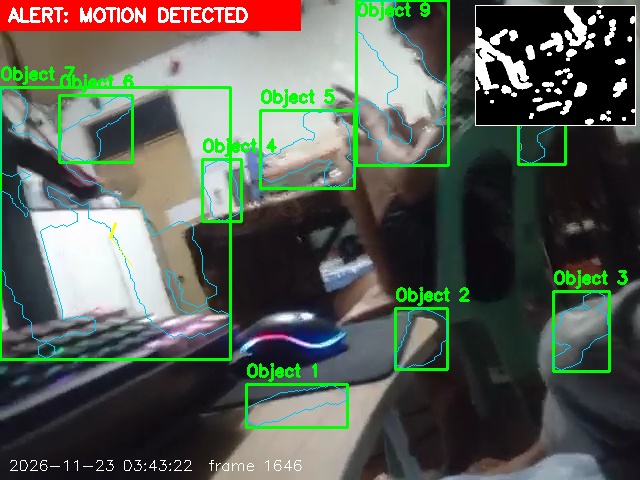 ALERT: MOTION DETECTED
Object 9
Object 7
Object 6
Object 5
Object 4
Object 3
Object 2
Object 1
2026-11-23 03:43:22 frame 1646